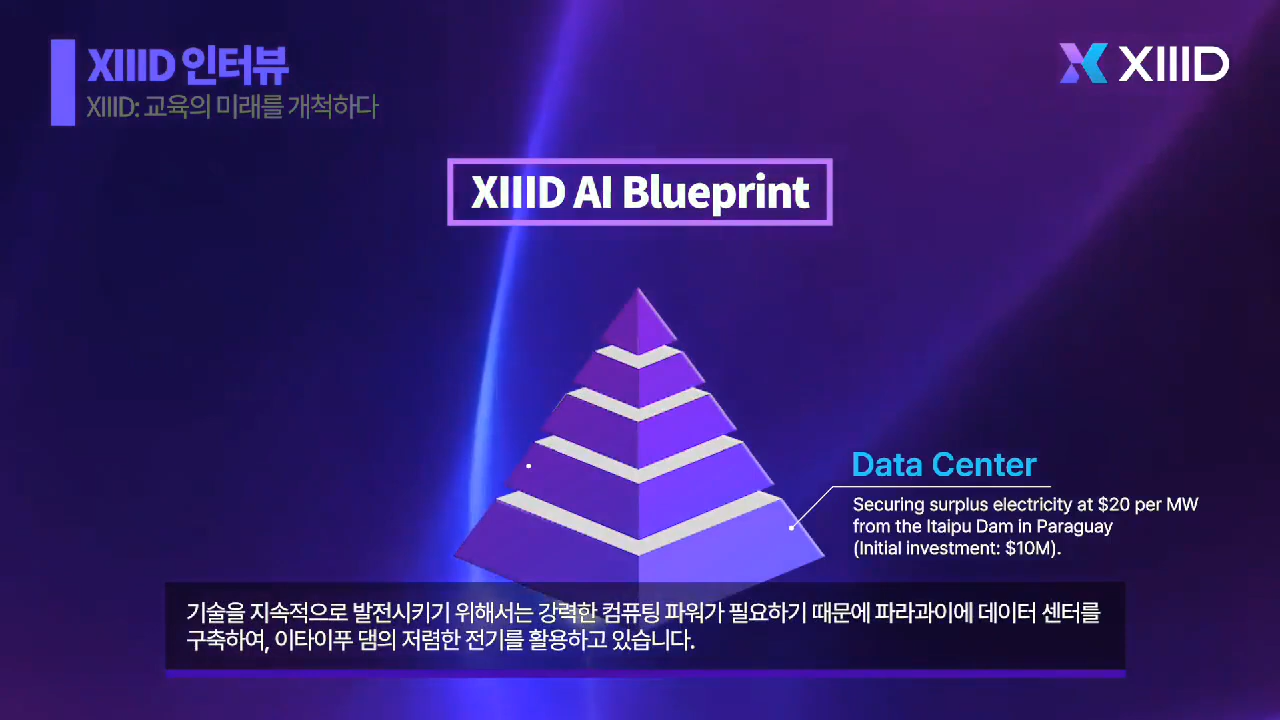 XIIID 인터뷰
XIIID: 교육의 미래를 개척하다
XIIID
XIIID AI Blueprint
Data Center
Securing surplus electricity at $20 per MW
from the Itaipu Dam in Paraguay
(Initial investment: $10M).
기술을 지속적으로 발전시키기 위해서는 강력한 컴퓨팅 파워가 필요하기 때문에 파라과이에 데이터 센터를
구축하여, 이타이푸 댐의 저렴한 전기를 활용하고 있습니다.